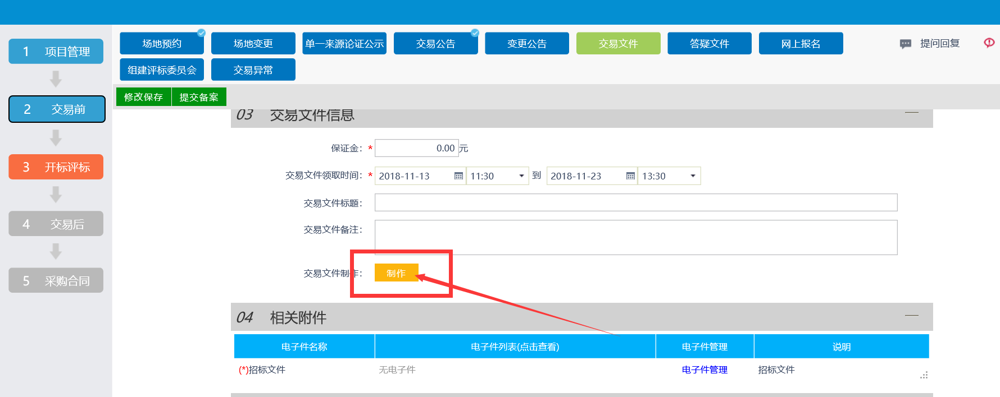 场地预约 场地变更 单一来源论证公示 交易公告 变更公告 交易文件 答疑文件 网上报名 提问回复
组建评标委员会 交易异常
1 项目管理
2 交易前
3 开标评标
4 交易后
5 采购合同
修改保存 提交备案
03 交易文件信息
保证金：* 0.00 元
交易文件领取时间：* 2018-11-13 11:30 到 2018-11-23 13:30
交易文件标题：
交易文件备注：
交易文件制作： 制作
04 相关附件
电子件名称 电子件列表(点击查看) 电子件管理 说明
(*)招标文件 无电子件 电子件管理 招标文件